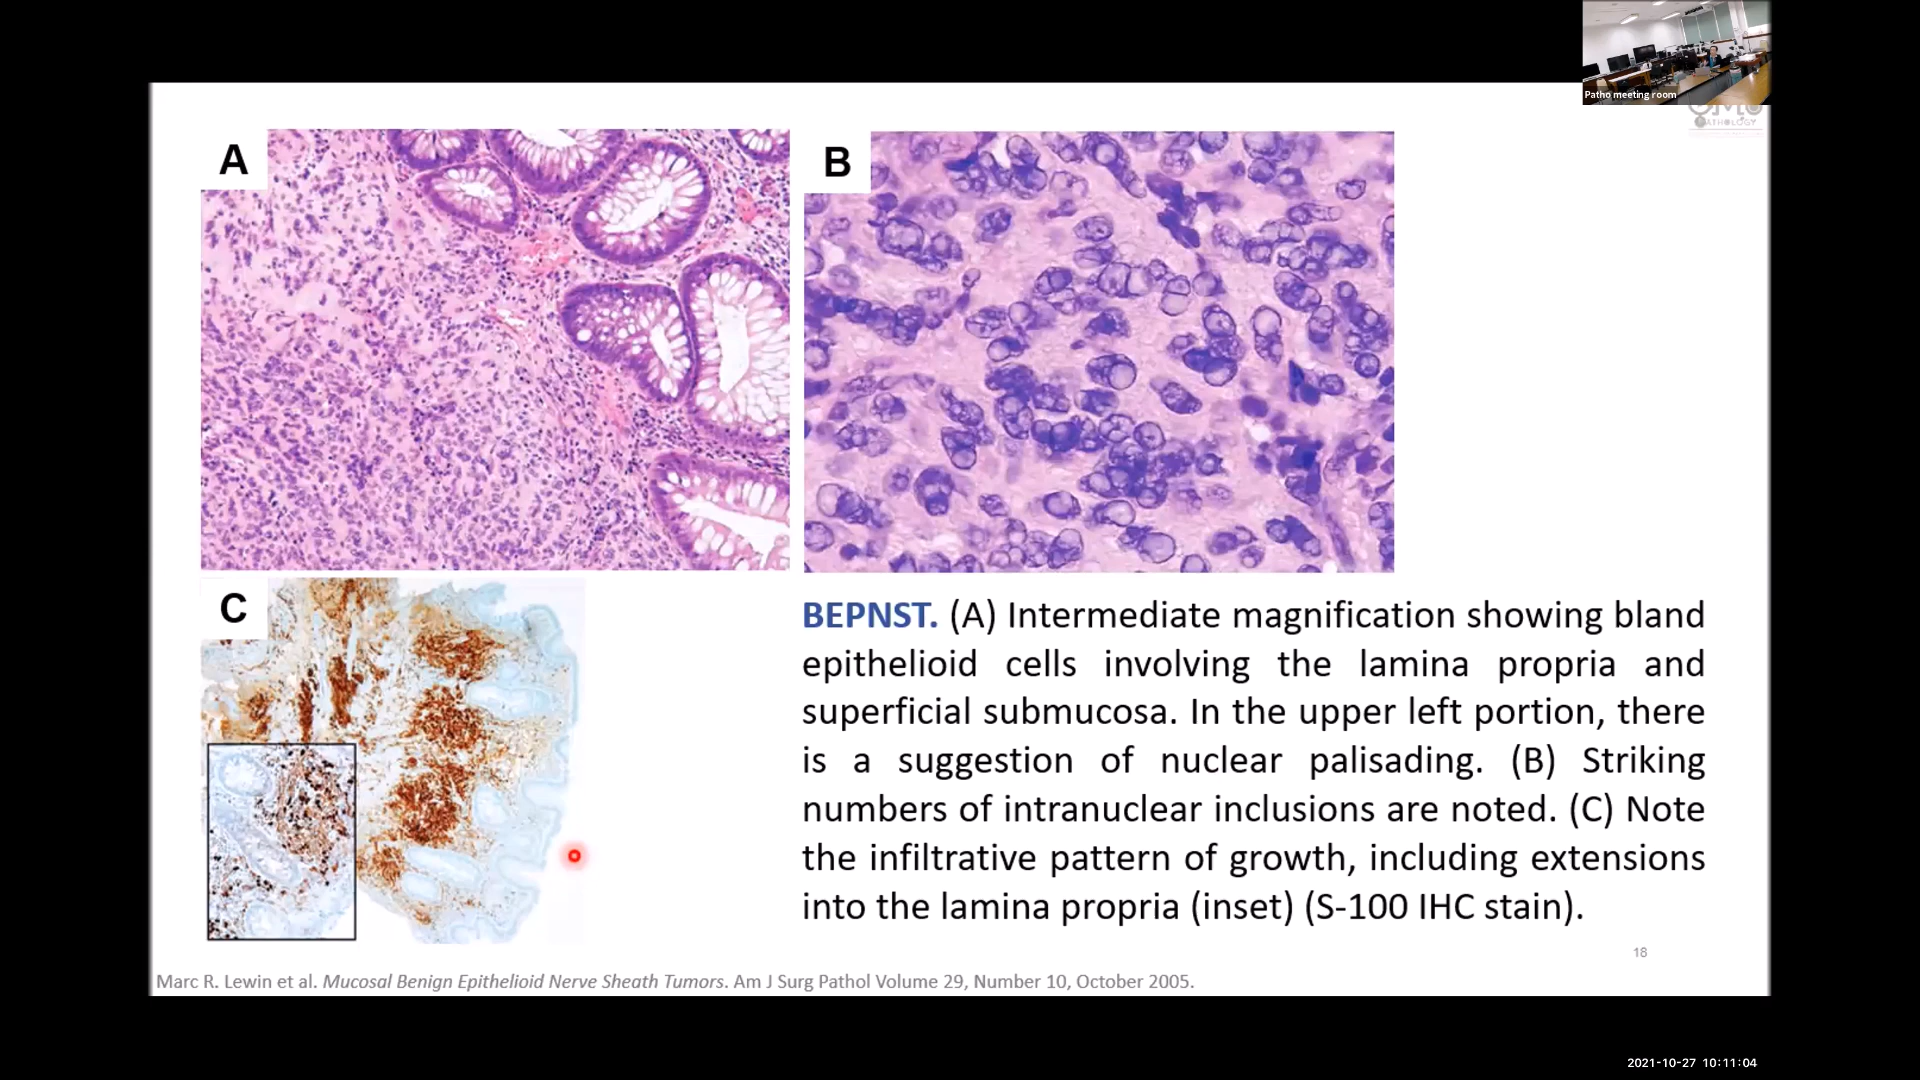 Patho meeting room
PATHOLOGY
A
B
C
BEPNST. (A) Intermediate magnification showing bland
epithelioid cells involving the lamina propria and
superficial submucosa. In the upper left portion, there
is a suggestion of nuclear palisading. (B) Striking
numbers of intranuclear inclusions are noted. (C) Note
the infiltrative pattern of growth, including extensions
into the lamina propria (inset) (S-100 IHC stain).
18
Marc R. Lewin et al. Mucosal Benign Epithelioid Nerve Sheath Tumors. Am J Surg Pathol Volume 29, Number 10, October 2005.
2021-10-27 10:11:04